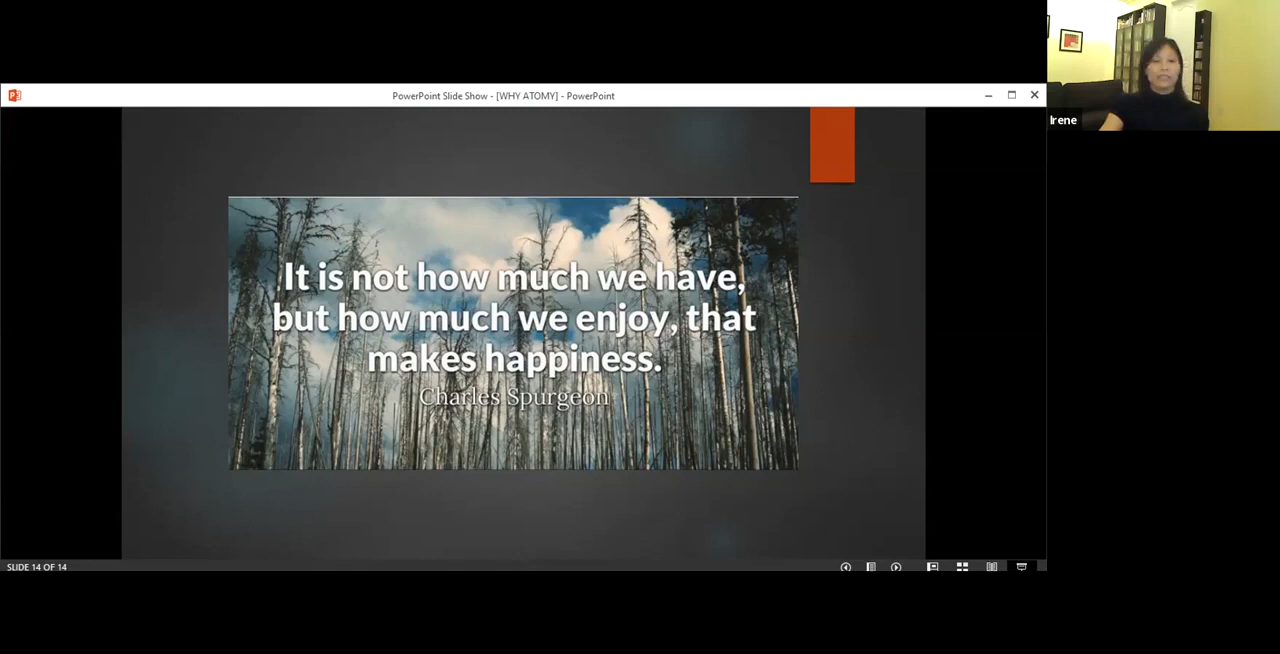 PowerPoint Slide Show - [WHY ATOMY] - PowerPoint
Irene
It is not how much we have,
but how much we enjoy, that
makes happiness.
Charles Spurgeon
SLIDE 14 OF 14